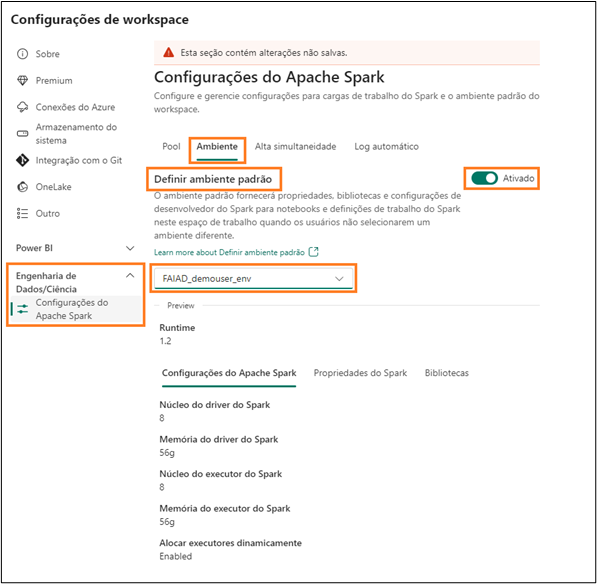 Configurações de workspace
Sobre
Premium
Conexões do Azure
Armazenamento do
sistema
Integração com o Git
OneLake
Outro
Power BI
Engenharia de
Dados/Ciência
Configurações do
Apache Spark
Esta seção contém alterações não salvas.
Configurações do Apache Spark
Configure e gerencie configurações para cargas de trabalho do Spark e o ambiente padrão do
workspace.
Pool Ambiente Alta simultaneidade Log automático
Definir ambiente padrão
Ativado
O ambiente padrão fornecerá propriedades, bibliotecas e configurações de
desenvolvedor do Spark para notebooks e definições de trabalho do Spark
neste espaço de trabalho quando os usuários não selecionarem um
ambiente diferente.
Learn more about Definir ambiente padrão
FAIAD_demouser_env
Preview
Runtime
1.2
Configurações do Apache Spark Propriedades do Spark Bibliotecas
Núcleo do driver do Spark
8
Memória do driver do Spark
56g
Núcleo do executor do Spark
8
Memória do executor do Spark
56g
Alocar executores dinamicamente
Enabled